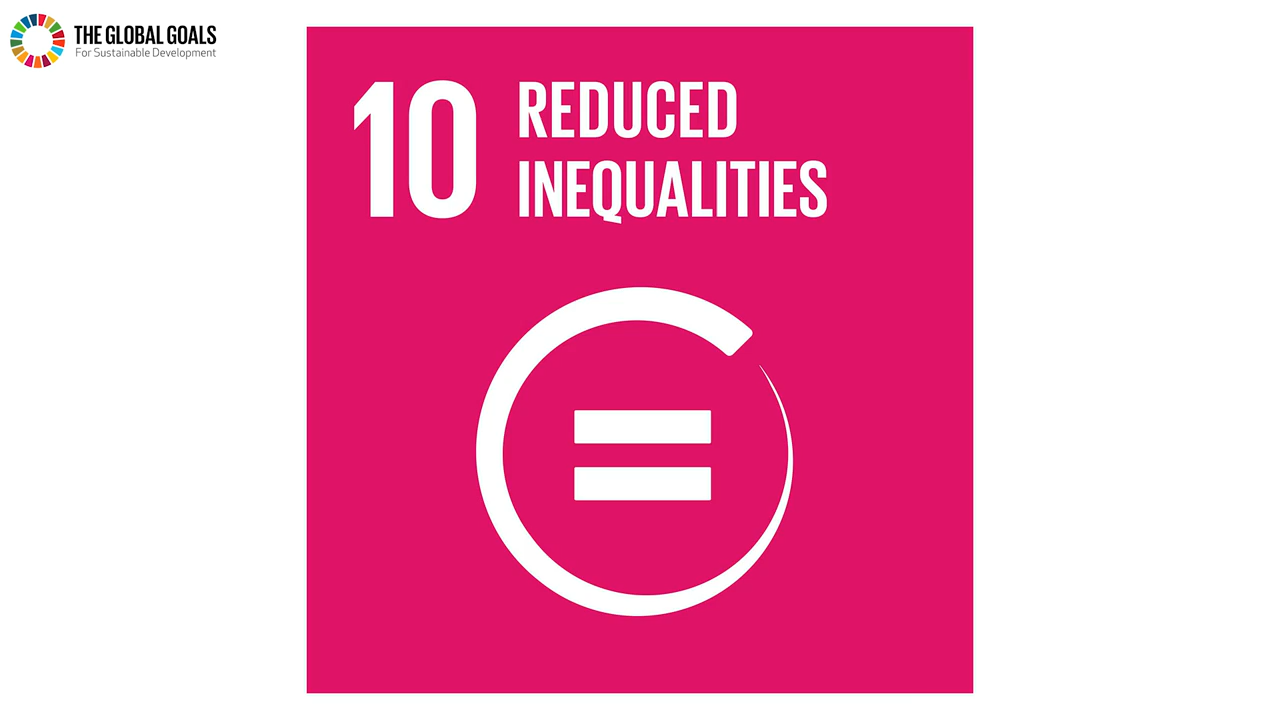 THE GLOBAL GOALS
For Sustainable Development
10 REDUCED
INEQUALITIES